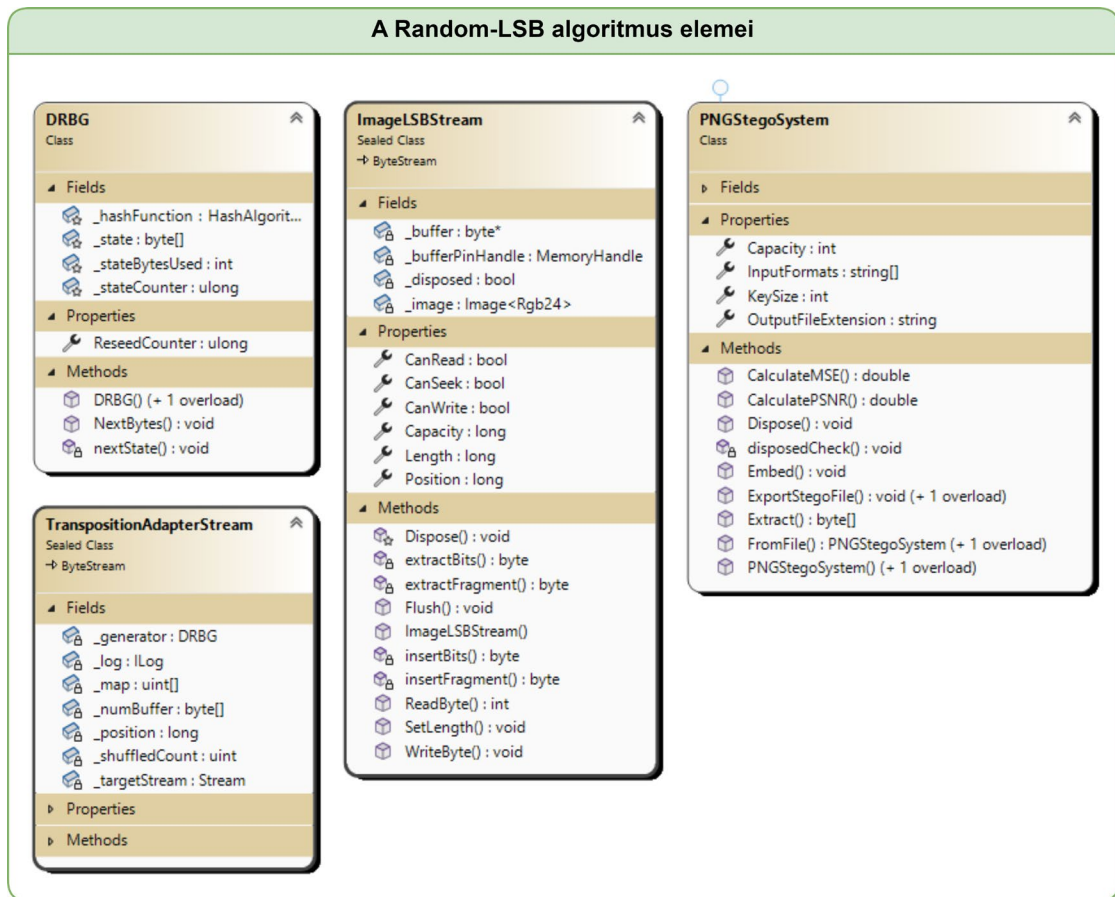 A Random-LSB algoritmus elemei
DRBG
Class
Fields
_hashFunction : HashAlgorit...
_state : byte[]
_stateBytesUsed : int
_stateCounter : ulong
Properties
ReseedCounter : ulong
Methods
DRBG() (+ 1 overload)
NextBytes() : void
nextState() : void
TranspositionAdapterStream
Sealed Class
ByteStream
Fields
_generator : DRBG
_log : ILog
_map : uint[]
_numBuffer : byte[]
_position : long
_shuffledCount : uint
_targetStream : Stream
Properties
Methods
ImageLSBStream
Sealed Class
ByteStream
Fields
_buffer : byte*
_bufferPinHandle : MemoryHandle
_disposed : bool
_image : Image<Rgb24>
Properties
CanRead : bool
CanSeek : bool
CanWrite : bool
Capacity : long
Length : long
Position : long
Methods
Dispose() : void
extractBits() : byte
extractFragment() : byte
Flush() : void
ImageLSBStream()
insertBits() : byte
insertFragment() : byte
ReadByte() : int
SetLength() : void
WriteByte() : void
PNGStegoSystem
Class
Fields
Properties
Capacity : int
InputFormats : string[]
KeySize : int
OutputFileExtension : string
Methods
CalculateMSE() : double
CalculatePSNR() : double
Dispose() : void
disposedCheck() : void
Embed() : void
ExportStegoFile() : void (+ 1 overload)
Extract() : byte[]
FromFile() : PNGStegoSystem (+ 1 overload)
PNGStegoSystem() (+ 1 overload)